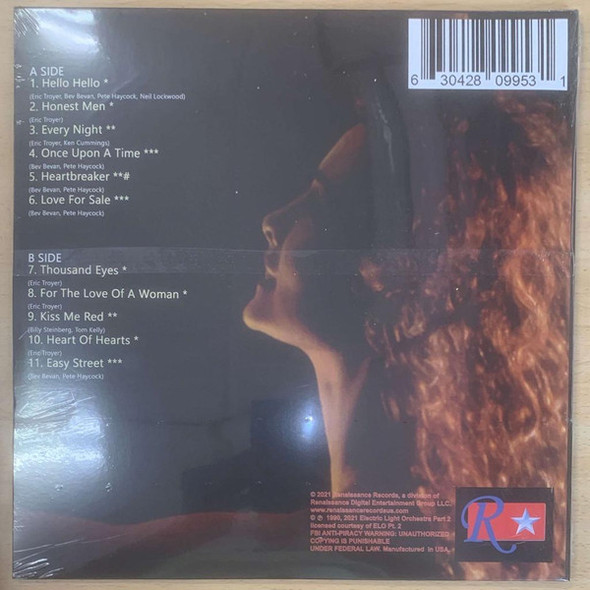 6 30428 09953 1
A SIDE
1. Hello Hello *
(Eric Troyer, Bev Bevan, Pete Haycock, Neil Lockwood)
2. Honest Men *
(Eric Troyer)
3. Every Night **
(Eric Troyer, Ken Cummings)
4. Once Upon A Time ***
(Bev Bevan, Pete Haycock)
5. Heartbreaker **#
(Bev Bevan, Pete Haycock)
6. Love For Sale ***
(Bev Bevan, Pete Haycock)
B SIDE
7. Thousand Eyes *
(Eric Troyer)
8. For The Love Of A Woman *
(Eric Troyer)
9. Kiss Me Red **
(Billy Steinberg, Tom Kelly)
10. Heart Of Hearts *
(Eric Troyer)
11. Easy Street ***
(Bev Bevan, Pete Haycock)
© 2021 Renaissance Records, a division of
Renaissance Digital Entertainment Group LLC.
www.renaissancerecordsus.com
© ℗ 1990, 2021 Electric Light Orchestra Part 2
licensed courtesy of ELO Pt. 2
FBI ANTI-PIRACY WARNING: UNAUTHORIZED
COPYING IS PUNISHABLE
UNDER FEDERAL LAW. Manufactured in USA.
R